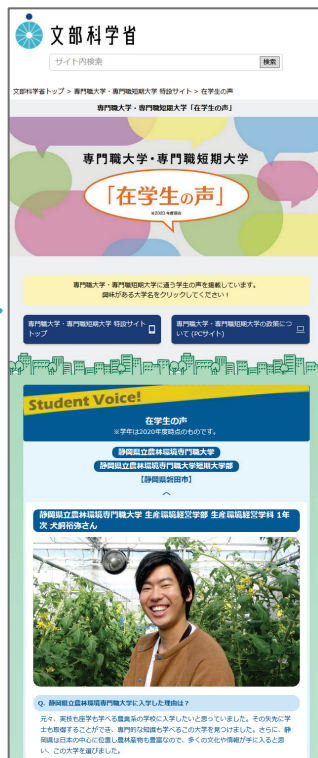 文部科学省
サイト内検索
検索
文部科学省トップ > 専門職大学・専門職短期大学 特設サイト > 在学生の声
専門職大学・専門職短期大学「在学生の声」
専門職大学・専門職短期大学
「在学生の声」
※2020年度現在
専門職大学・専門職短期大学に通う学生の声を掲載しています。
興味がある大学名をクリックしてください！
専門職大学・専門職短期大学 特設サイト
トップ
専門職大学・専門職短期大学の政策につ
いて (PCサイト)
Student Voice!
在学生の声
※学年は2020年度時点のものです。
静岡県立農林環境専門職大学
静岡県立農林環境専門職大学短期大学部
【静岡県磐田市】
静岡県立農林環境専門職大学 生産環境経営学部 生産環境経営学科 1年
次 犬飼裕弥さん
Q. 静岡県立農林環境専門職大学に入学した理由は？
元々、実技も座学も学べる農業系の学校に入学したいと思っていました。その矢先に学
士も取得することができ、専門的な知識も学べるこの大学を見つけました。さらに、静
岡県は日本の中心に位置し農林産物も豊富なので、多くの文化や情報が手に入ると思
い、この大学を選びました。